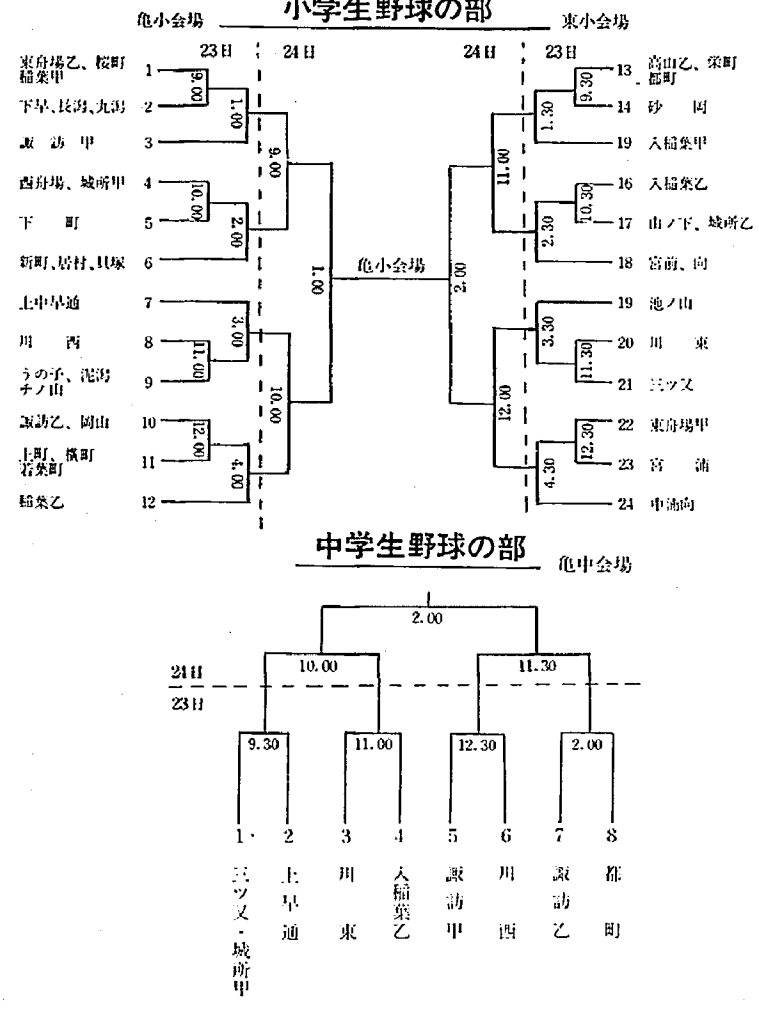 小学生野球の部
亀小会場
東小会場
23日
24日
24日
23日
東舟場乙、桜町
稲葉甲
1
下早、長潟、丸潟
2
諏訪甲
3
西舟場、城所甲
4
下町
5
新町、居村、貝塚
6
上中早通
7
川西
8
うの子、泥潟
チノ山
9
諏訪乙、岡山
10
上町、横町
若葉町
11
稲葉乙
12
9.00
1.00
10.00
2.00
3.00
11.00
12.00
4.00
9.00
10.00
1.00
亀小会場
2.00
11.00
12.00
9.30
1.30
10.30
2.30
3.30
11.30
12.30
4.30
13 高山乙、栄町
都町
14 砂岡
19 入稲葉甲
16 入稲葉乙
17 山ノ下、城所乙
18 宮前、向
19 池ノ山
20 川東
21 三ッ又
22 東舟場甲
23 宮浦
24 中浦向
中学生野球の部
亀中会場
2.00
10.00
11.30
24日
23日
9.30
11.00
12.30
2.00
1
2
3
4
5
6
7
8
三ッ又・城所甲
上早通
川東
入稲葉乙
諏訪甲
川西
諏訪乙
都町